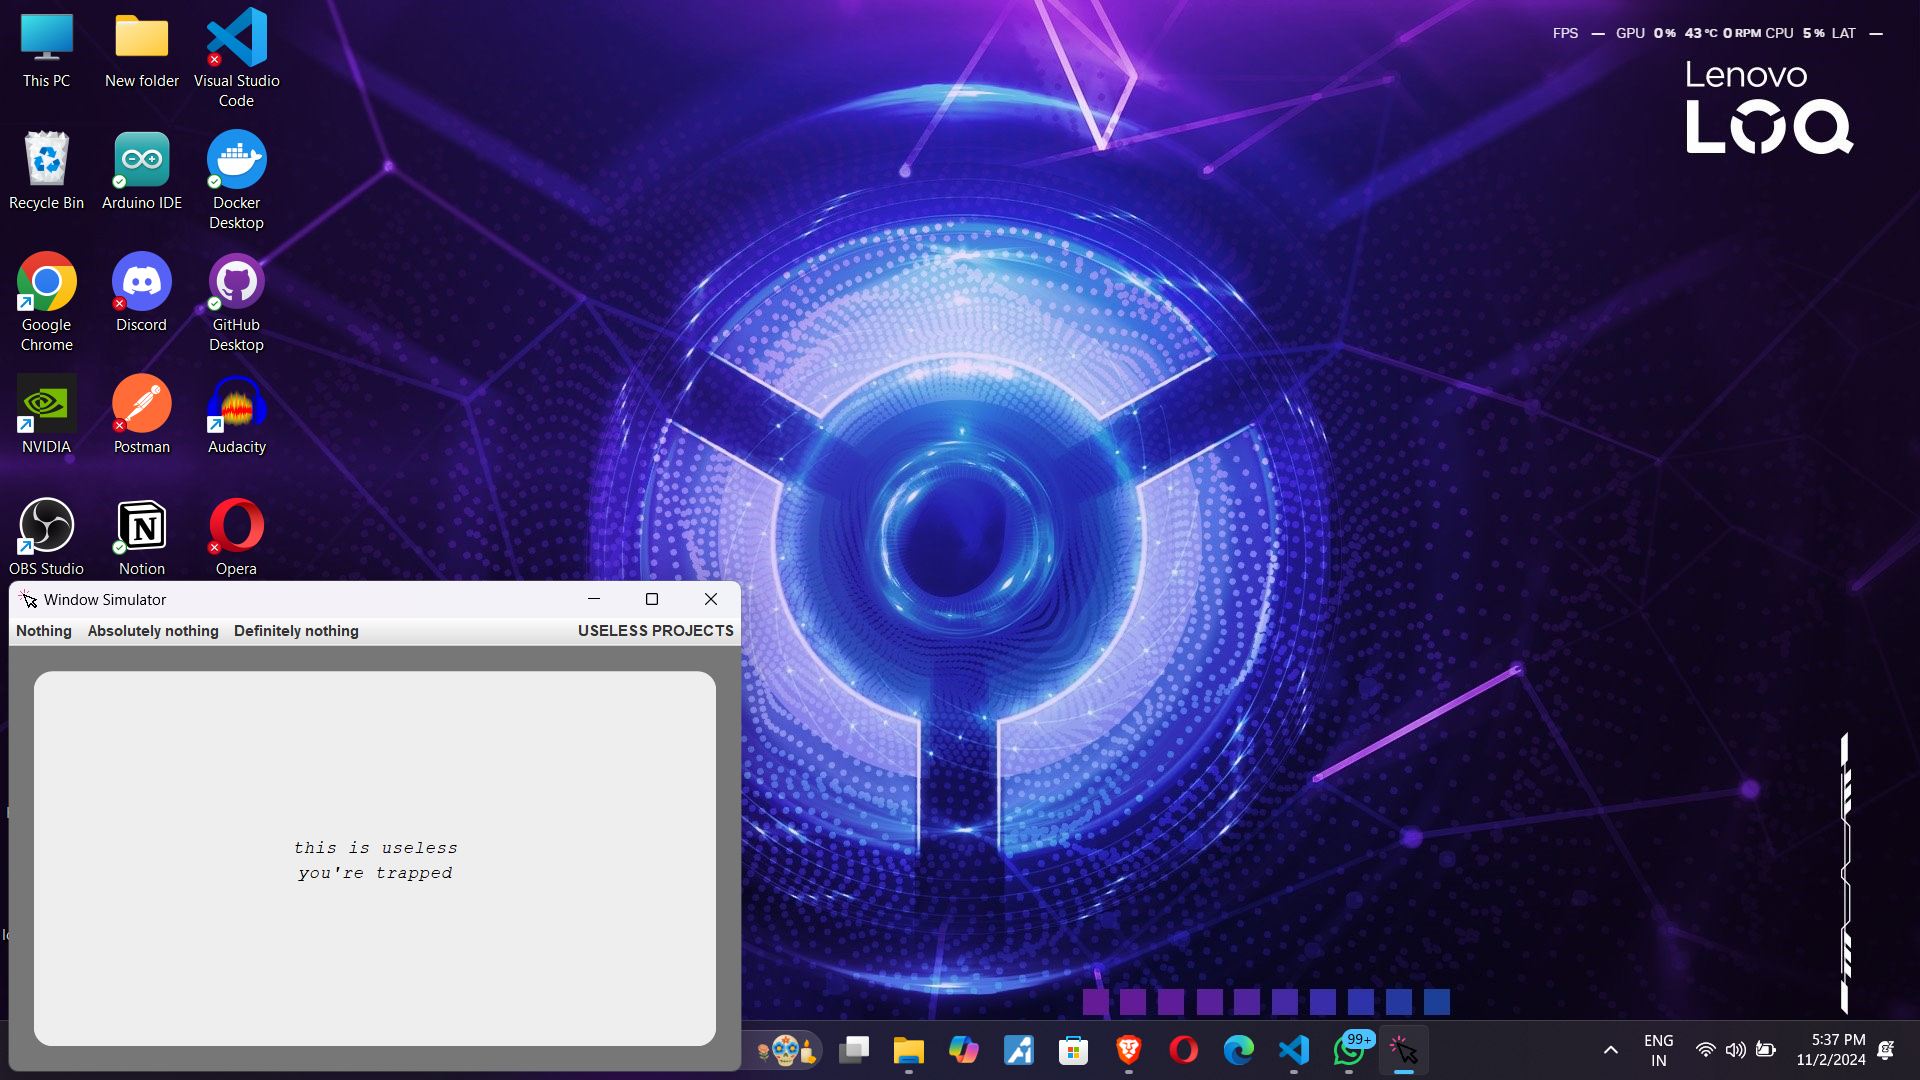 This PC
New folder
Visual Studio
Code
Recycle Bin
Arduino IDE
Docker
Desktop
Google
Chrome
Discord
GitHub
Desktop
NVIDIA
Postman
Audacity
OBS Studio
Notion
Opera
FPS — GPU 0% 43°C 0 RPM CPU 5% LAT —
Lenovo
LOQ
Window Simulator
Nothing Absolutely nothing Definitely nothing USELESS PROJECTS
this is useless
you're trapped
99+
ENG
IN
5:37 PM
11/2/2024